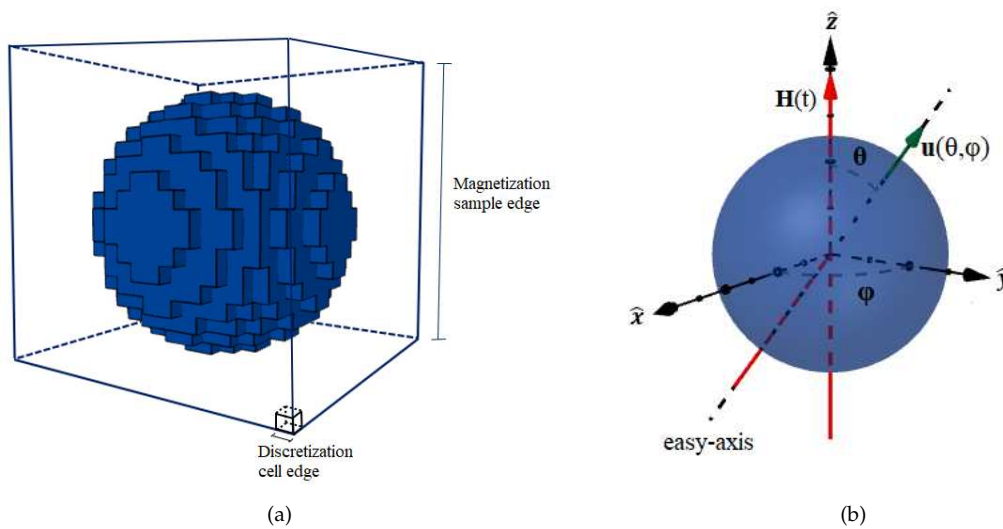 Magnetization
sample edge
Discretization
cell edge
(a)
ẑ
H(t)
θ
u(θ,φ)
x̂
φ
ŷ
easy-axis
(b)